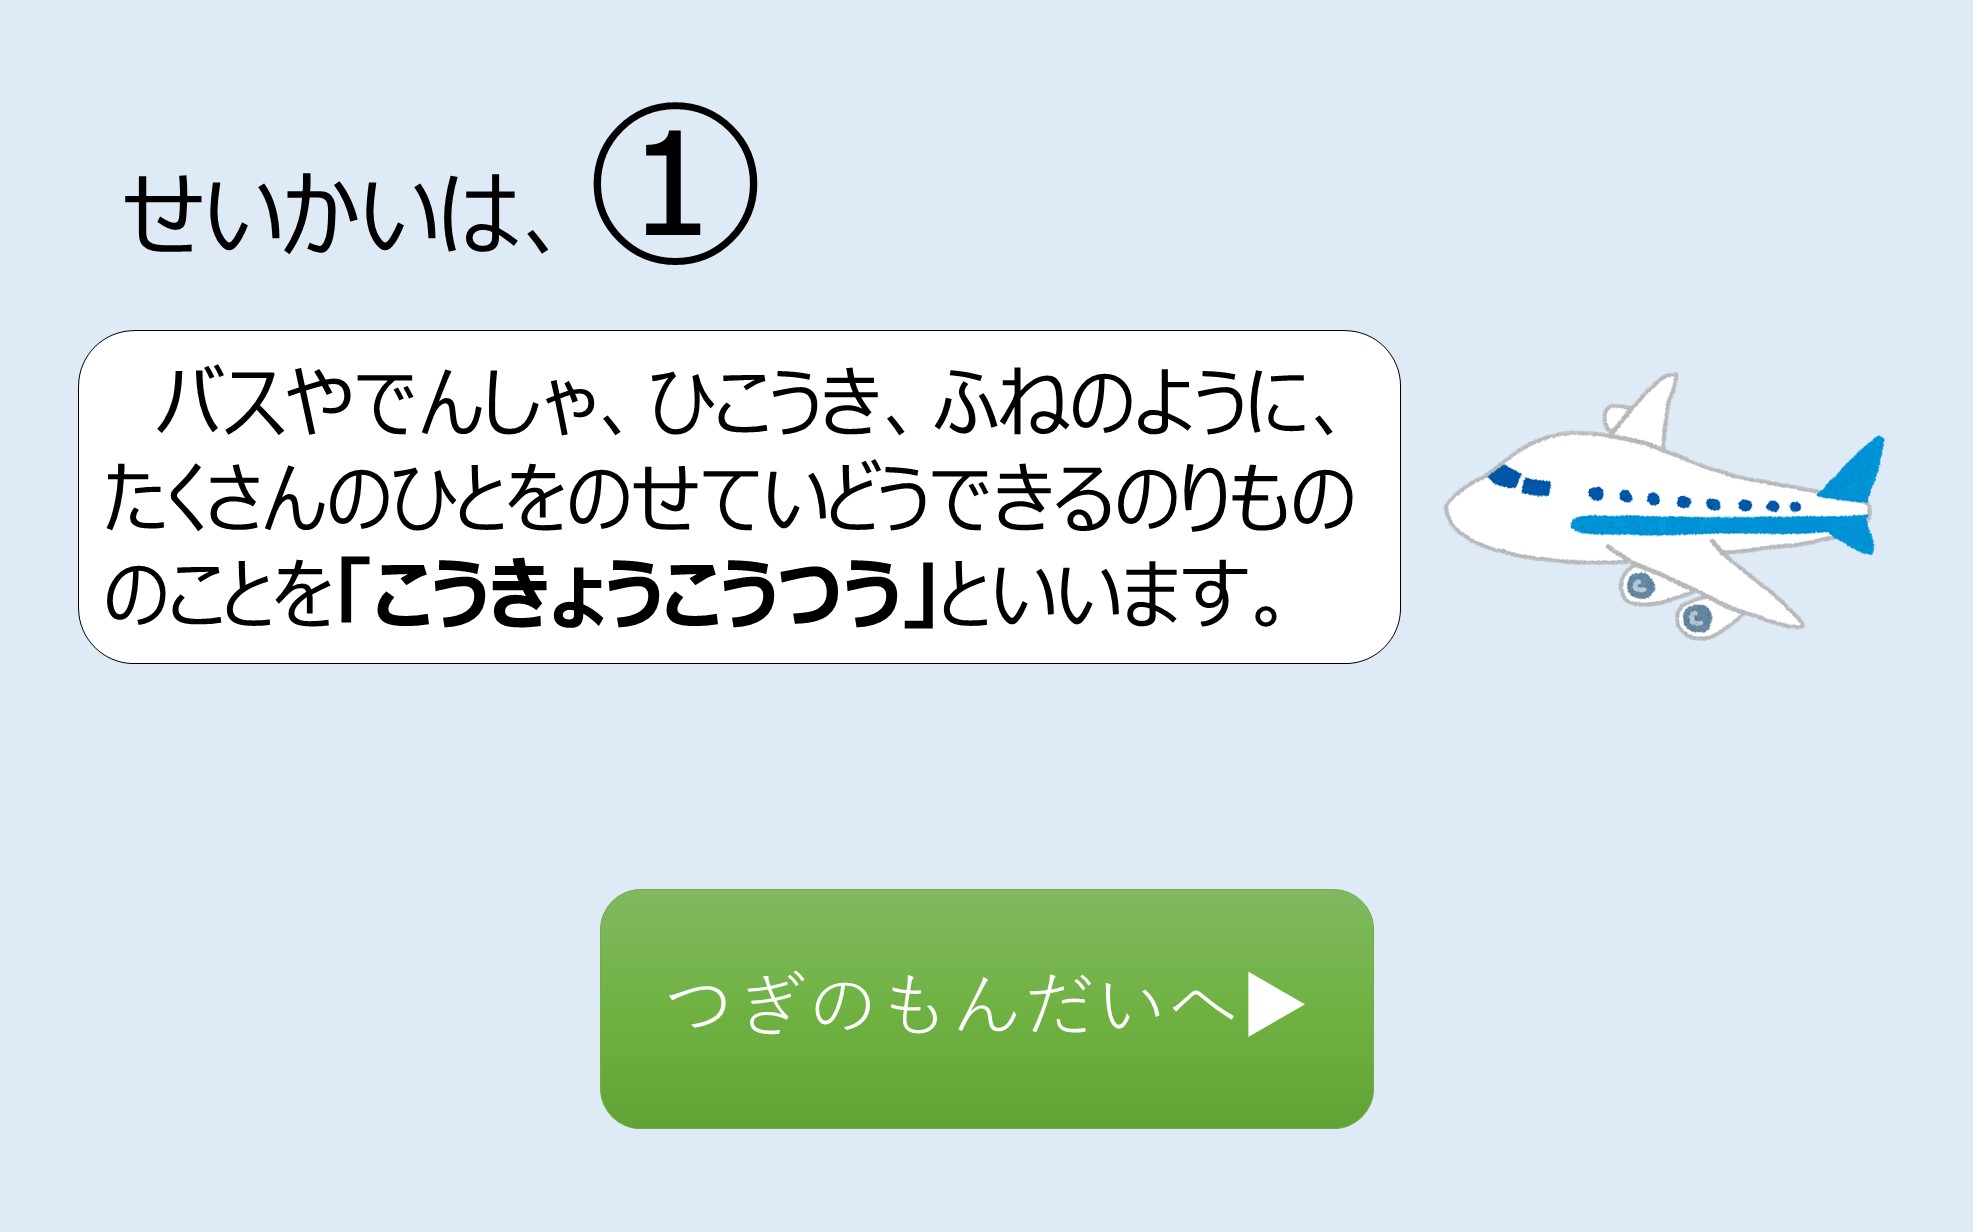 せいかいは、①
　バスやでんしゃ、ひこうき、ふねのように、
たくさんのひとをのせていどうできるのりもの
のことを「こうきょうこうつう」といいます。
つぎのもんだいへ▶